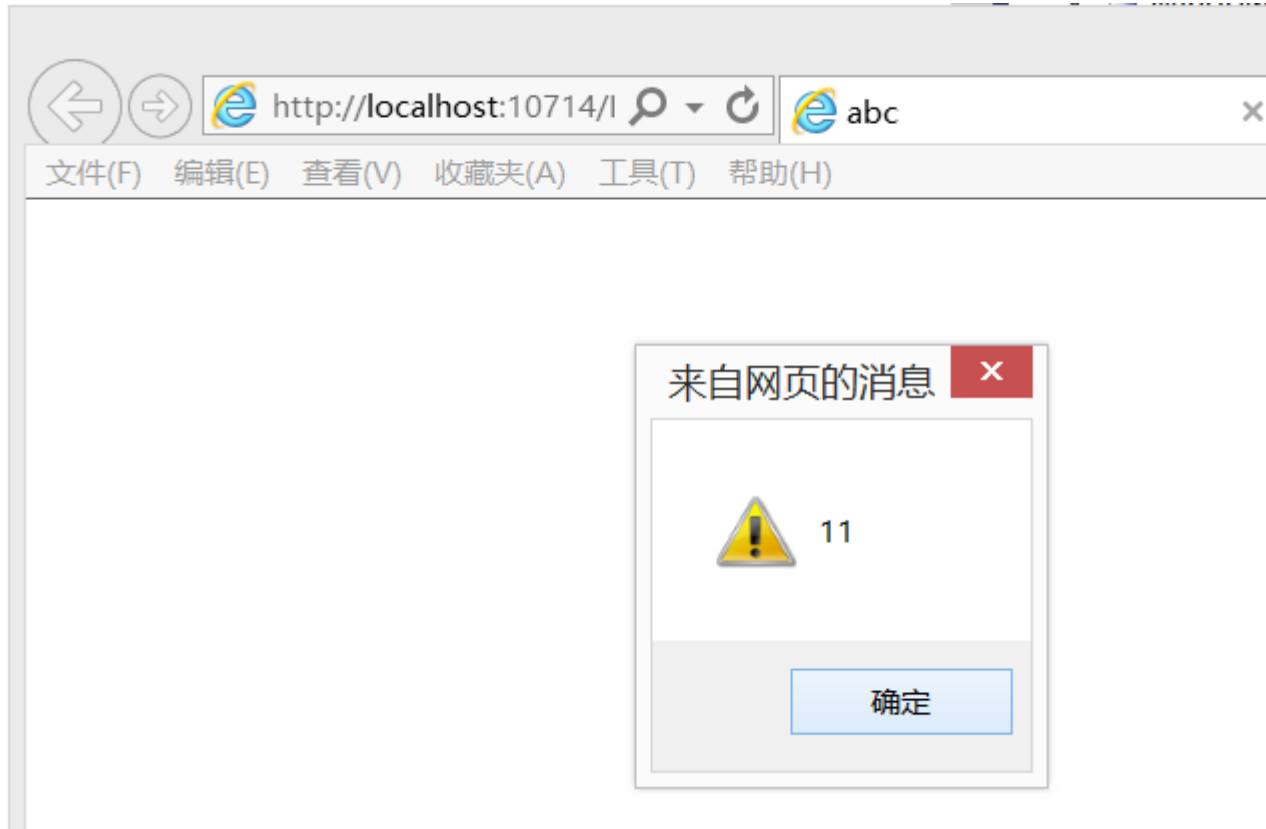 http://localhost:10714/l
abc
文件(F) 编辑(E) 查看(V) 收藏夹(A) 工具(T) 帮助(H)
来自网页的消息
11
确定